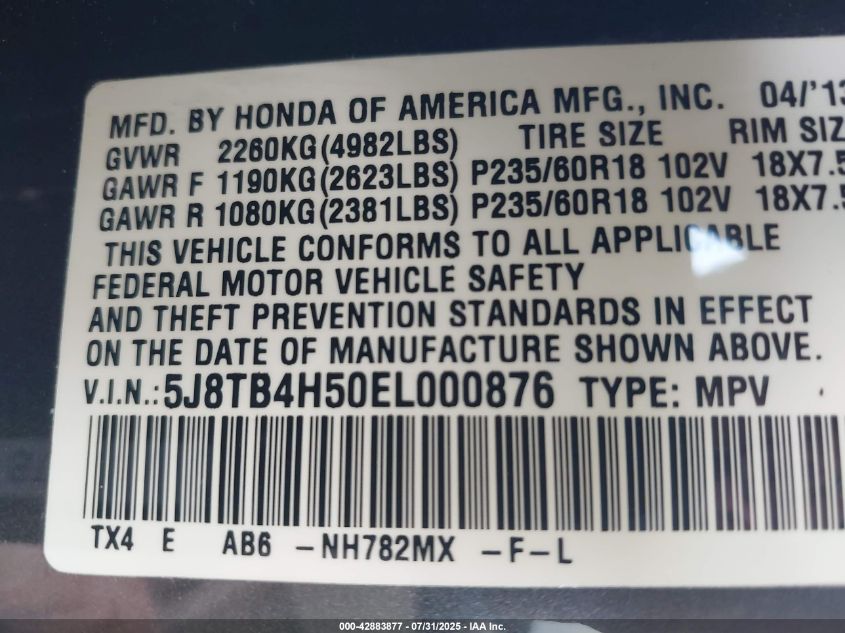 MFD. BY HONDA OF AMERICA MFG., INC. 04/'13
GVWR 2260KG(4982LBS) TIRE SIZE RIM SIZ
GAWR F 1190KG(2623LBS) P235/60R18 102V 18X7.5
GAWR R 1080KG(2381LBS) P235/60R18 102V 18X7.5
THIS VEHICLE CONFORMS TO ALL APPLICABLE
FEDERAL MOTOR VEHICLE SAFETY
AND THEFT PREVENTION STANDARDS IN EFFECT
ON THE DATE OF MANUFACTURE SHOWN ABOVE.
V.I.N.: 5J8TB4H50EL000876 TYPE: MPV
TX4 E AB6 -NH782MX -F-L
000-42883877 - 07/31/2025 - IAA Inc.